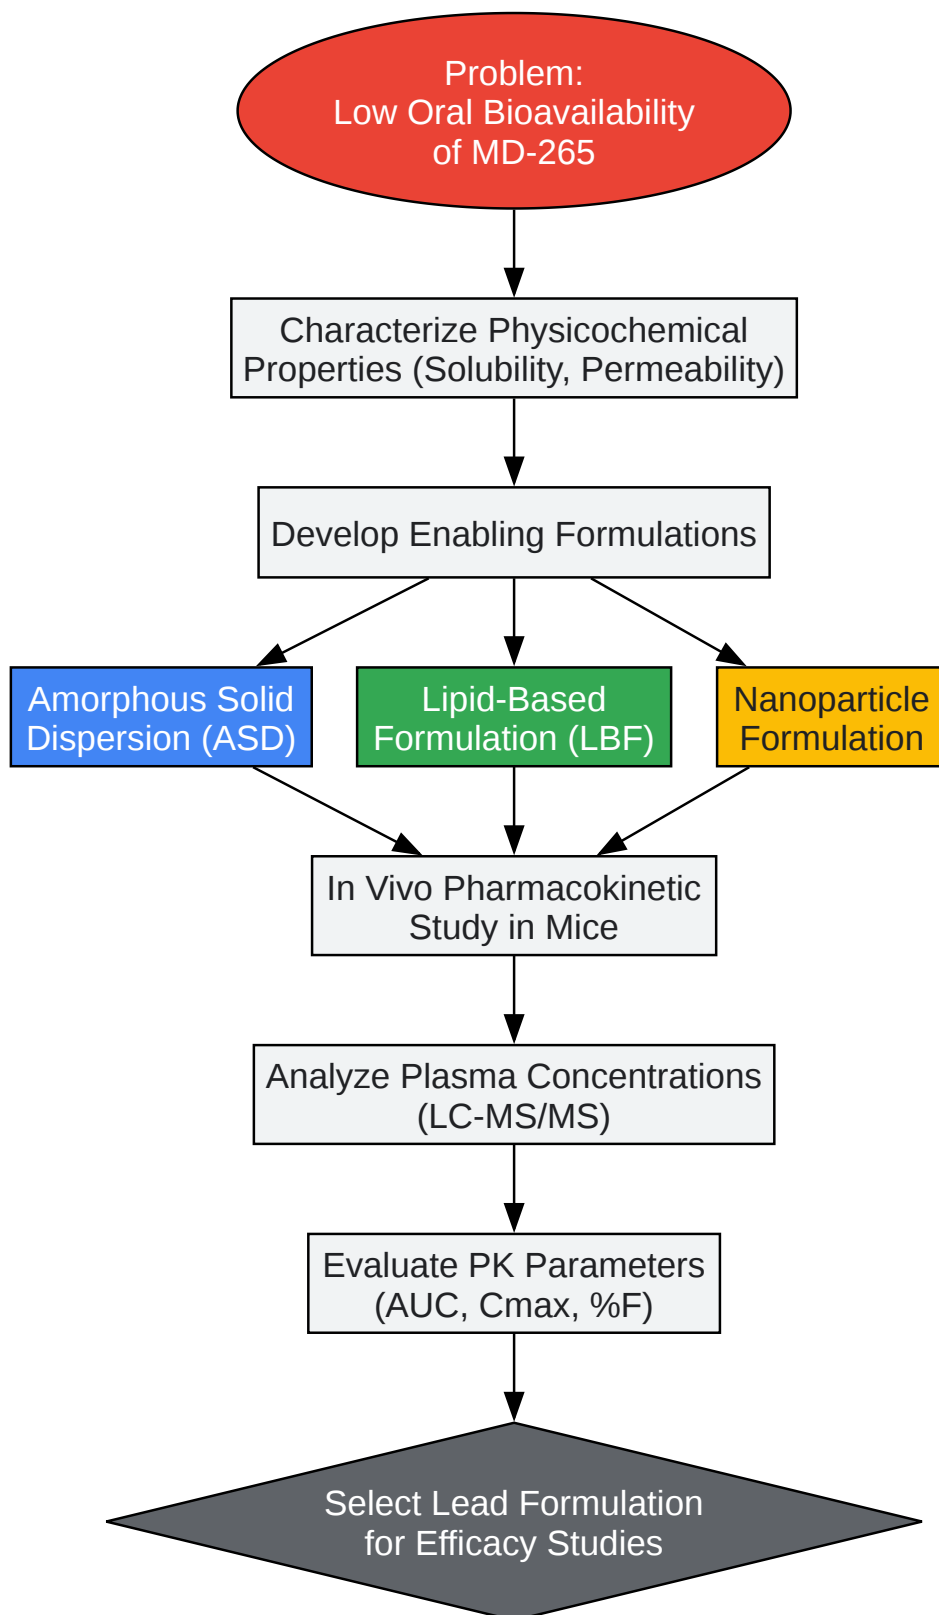 Problem:
Low Oral Bioavailability
of MD-265
Characterize Physicochemical
Properties (Solubility, Permeability)
Develop Enabling Formulations
Amorphous Solid
Dispersion (ASD)
Lipid-Based
Formulation (LBF)
Nanoparticle
Formulation
In Vivo Pharmacokinetic
Study in Mice
Analyze Plasma Concentrations
(LC-MS/MS)
Evaluate PK Parameters
(AUC, Cmax, %F)
Select Lead Formulation
for Efficacy Studies